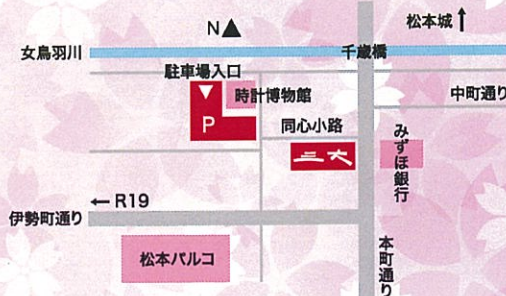 松本城↑
N▲
女鳥羽川
千歳橋
駐車場入口
時計博物館
中町通り
P
同心小路
三大
みずほ銀行
←R19
伊勢町通り
松本パルコ
本町通り